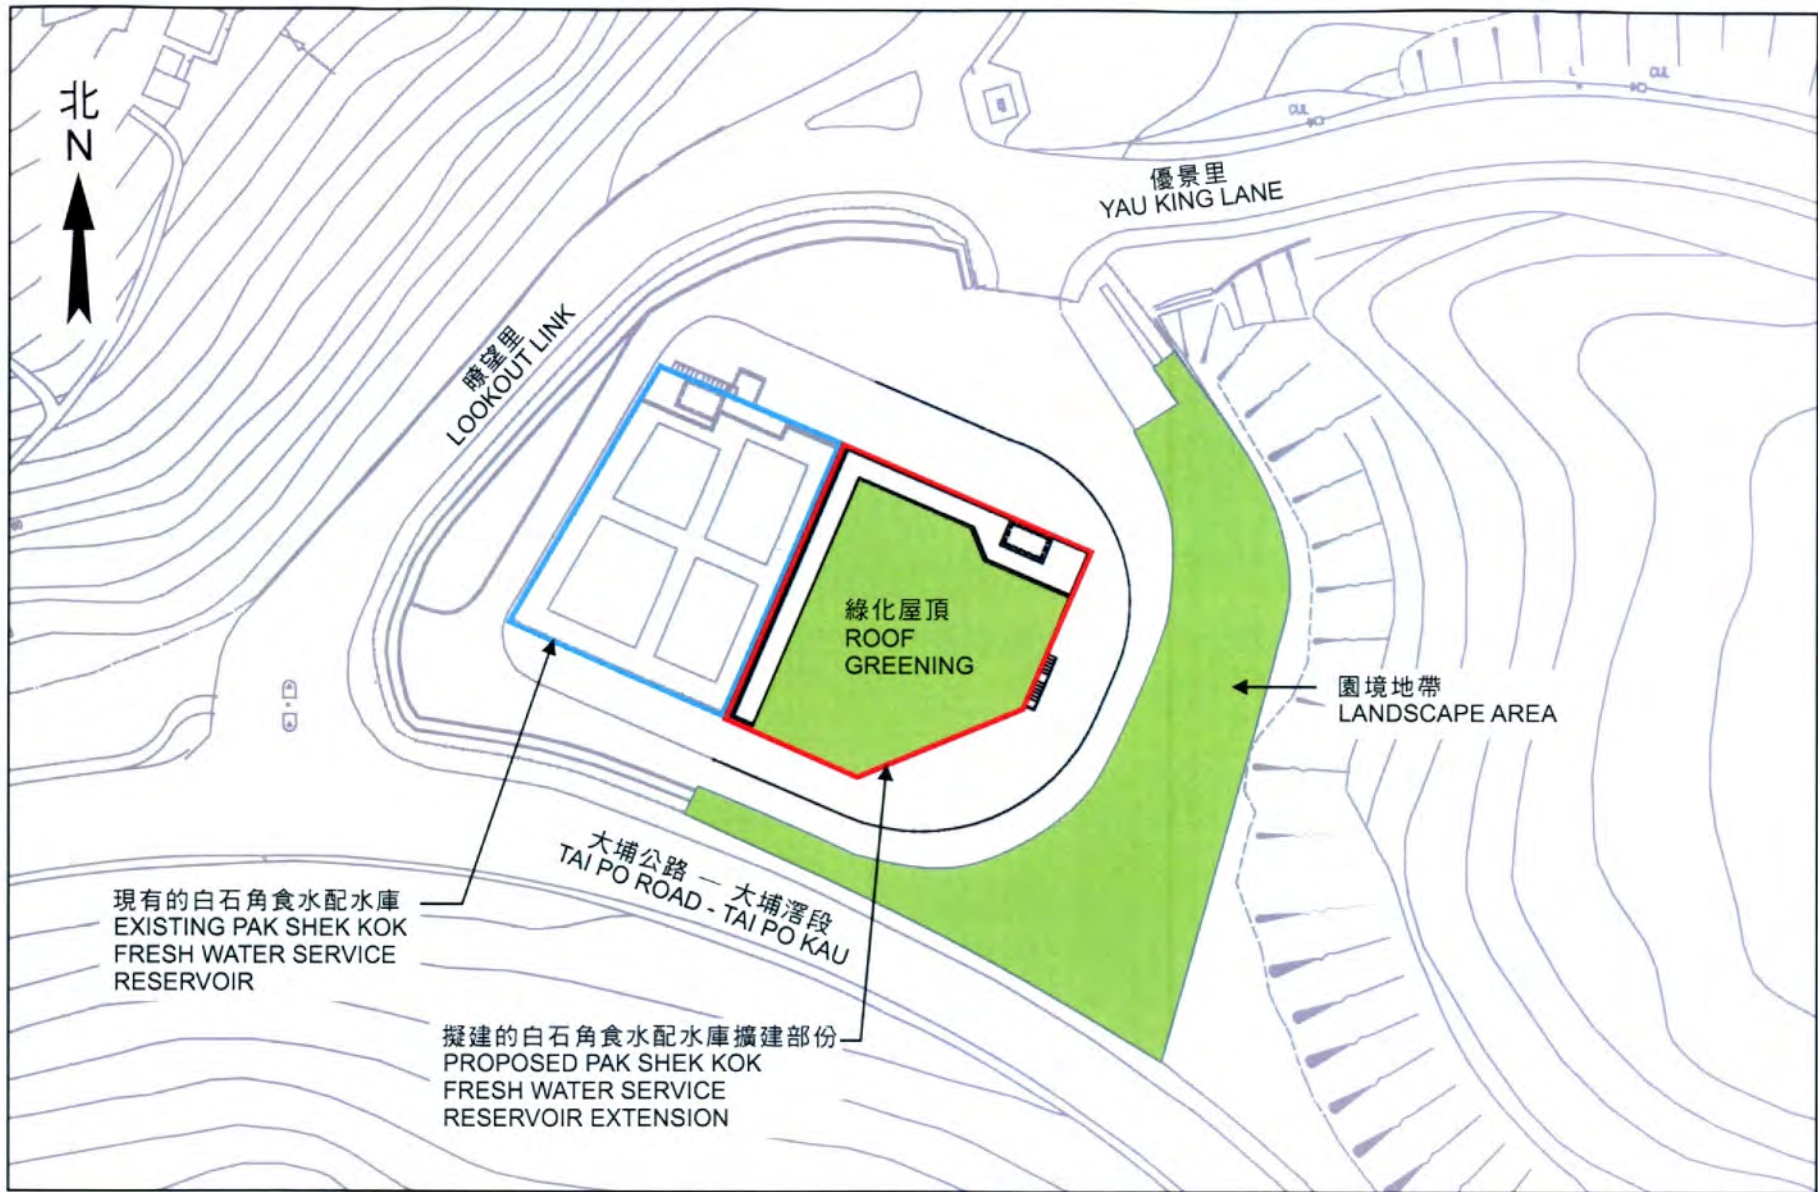 北
N
優景里
YAU KING LANE
瞭望里
LOOKOUT LINK
綠化屋頂
ROOF
GREENING
園境地帶
LANDSCAPE AREA
大埔公路 — 大埔滘段
TAI PO ROAD - TAI PO KAU
現有的白石角食水配水庫
EXISTING PAK SHEK KOK
FRESH WATER SERVICE
RESERVOIR
擬建的白石角食水配水庫擴建部份
PROPOSED PAK SHEK KOK
FRESH WATER SERVICE
RESERVOIR EXTENSION